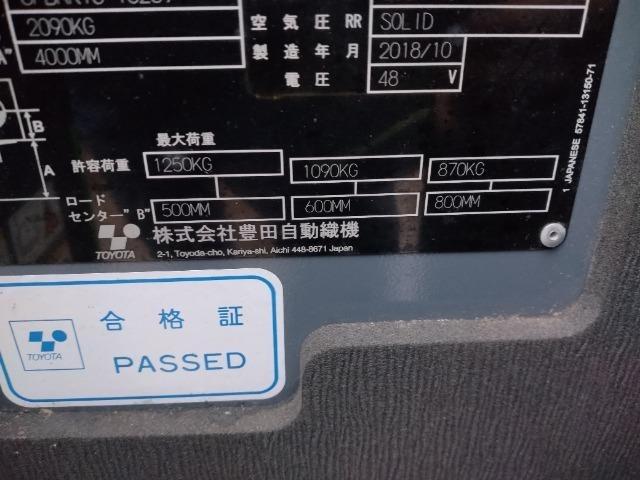 2090KG 空気圧RR SOLID
A" 4000MM 製造年月 2018/10
電圧 48 V
最大荷重
許容荷重 1250KG 1090KG 870KG
B
A
ロード
センター"B" 500MM 600MM 800MM
TOYOTA 株式会社豊田自動織機
2-1, Toyoda-cho, Kariya-shi. Aichi 448-8671 Japan
1 JAPANESE 57841-13150-71
合格証
TOYOTA
PASSED